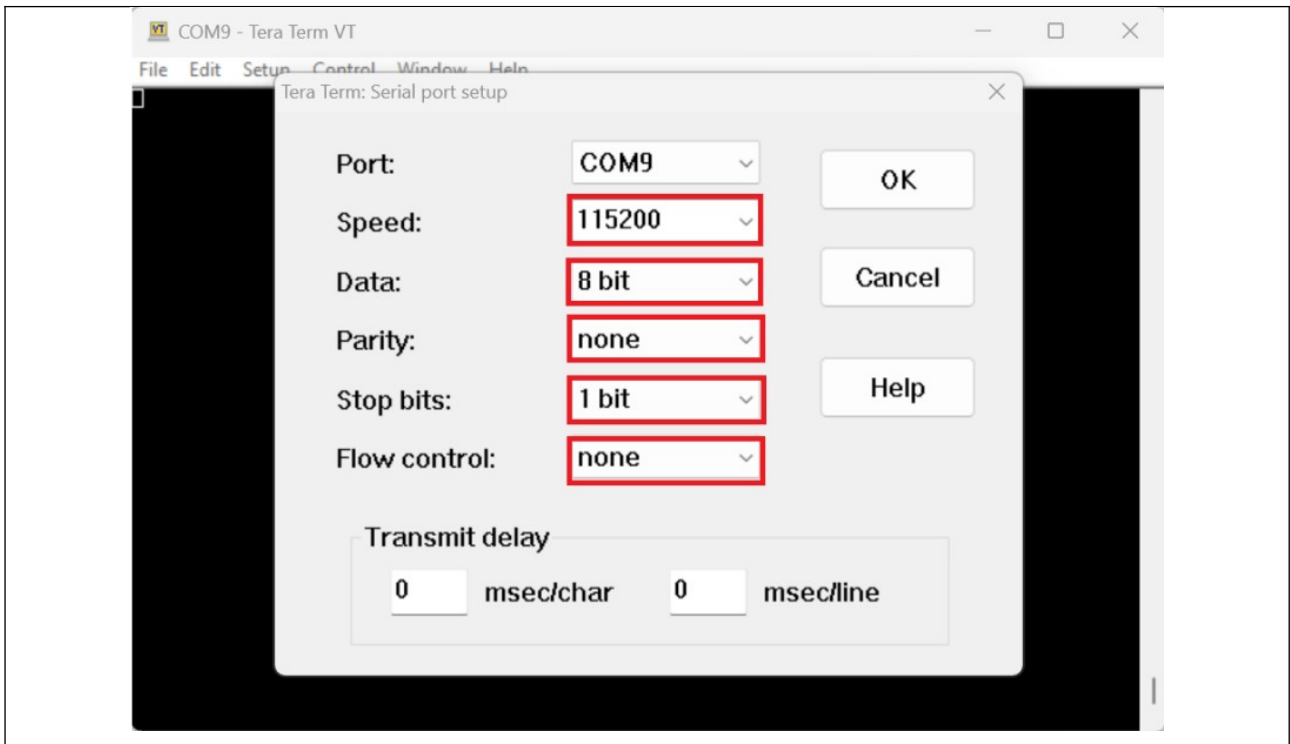 COM9 - Tera Term VT
File Edit Setup Control Window Help
Tera Term: Serial port setup
Port: COM9
OK
Speed: 115200
Data: 8 bit
Cancel
Parity: none
Stop bits: 1 bit
Help
Flow control: none
Transmit delay
0 msec/char 0 msec/line